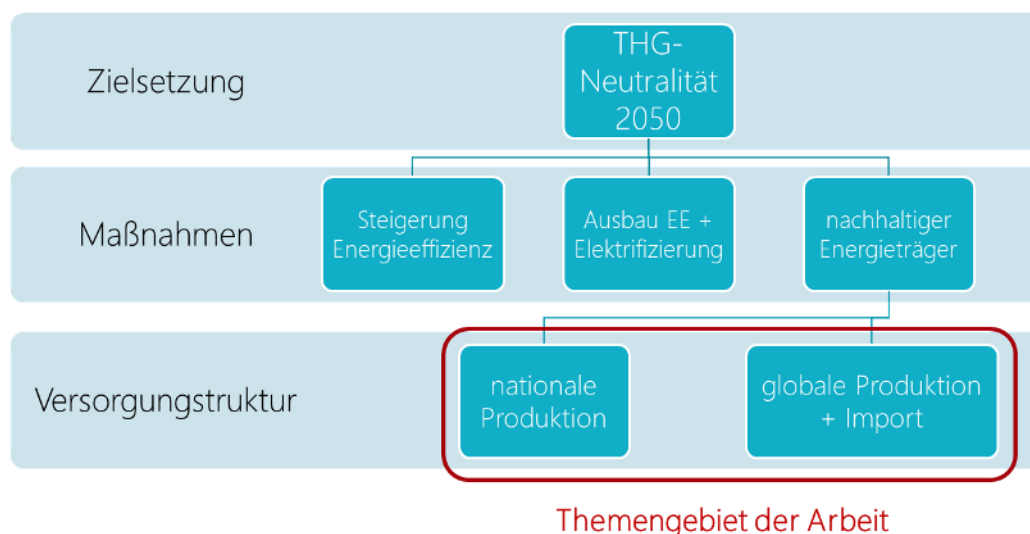 Zielsetzung
THG-
Neutralität
2050
Maßnahmen
Steigerung
Energieeffizienz
Ausbau EE +
Elektrifizierung
nachhaltiger
Energieträger
Versorgungstruktur
nationale
Produktion
globale Produktion
+ Import
Themengebiet der Arbeit